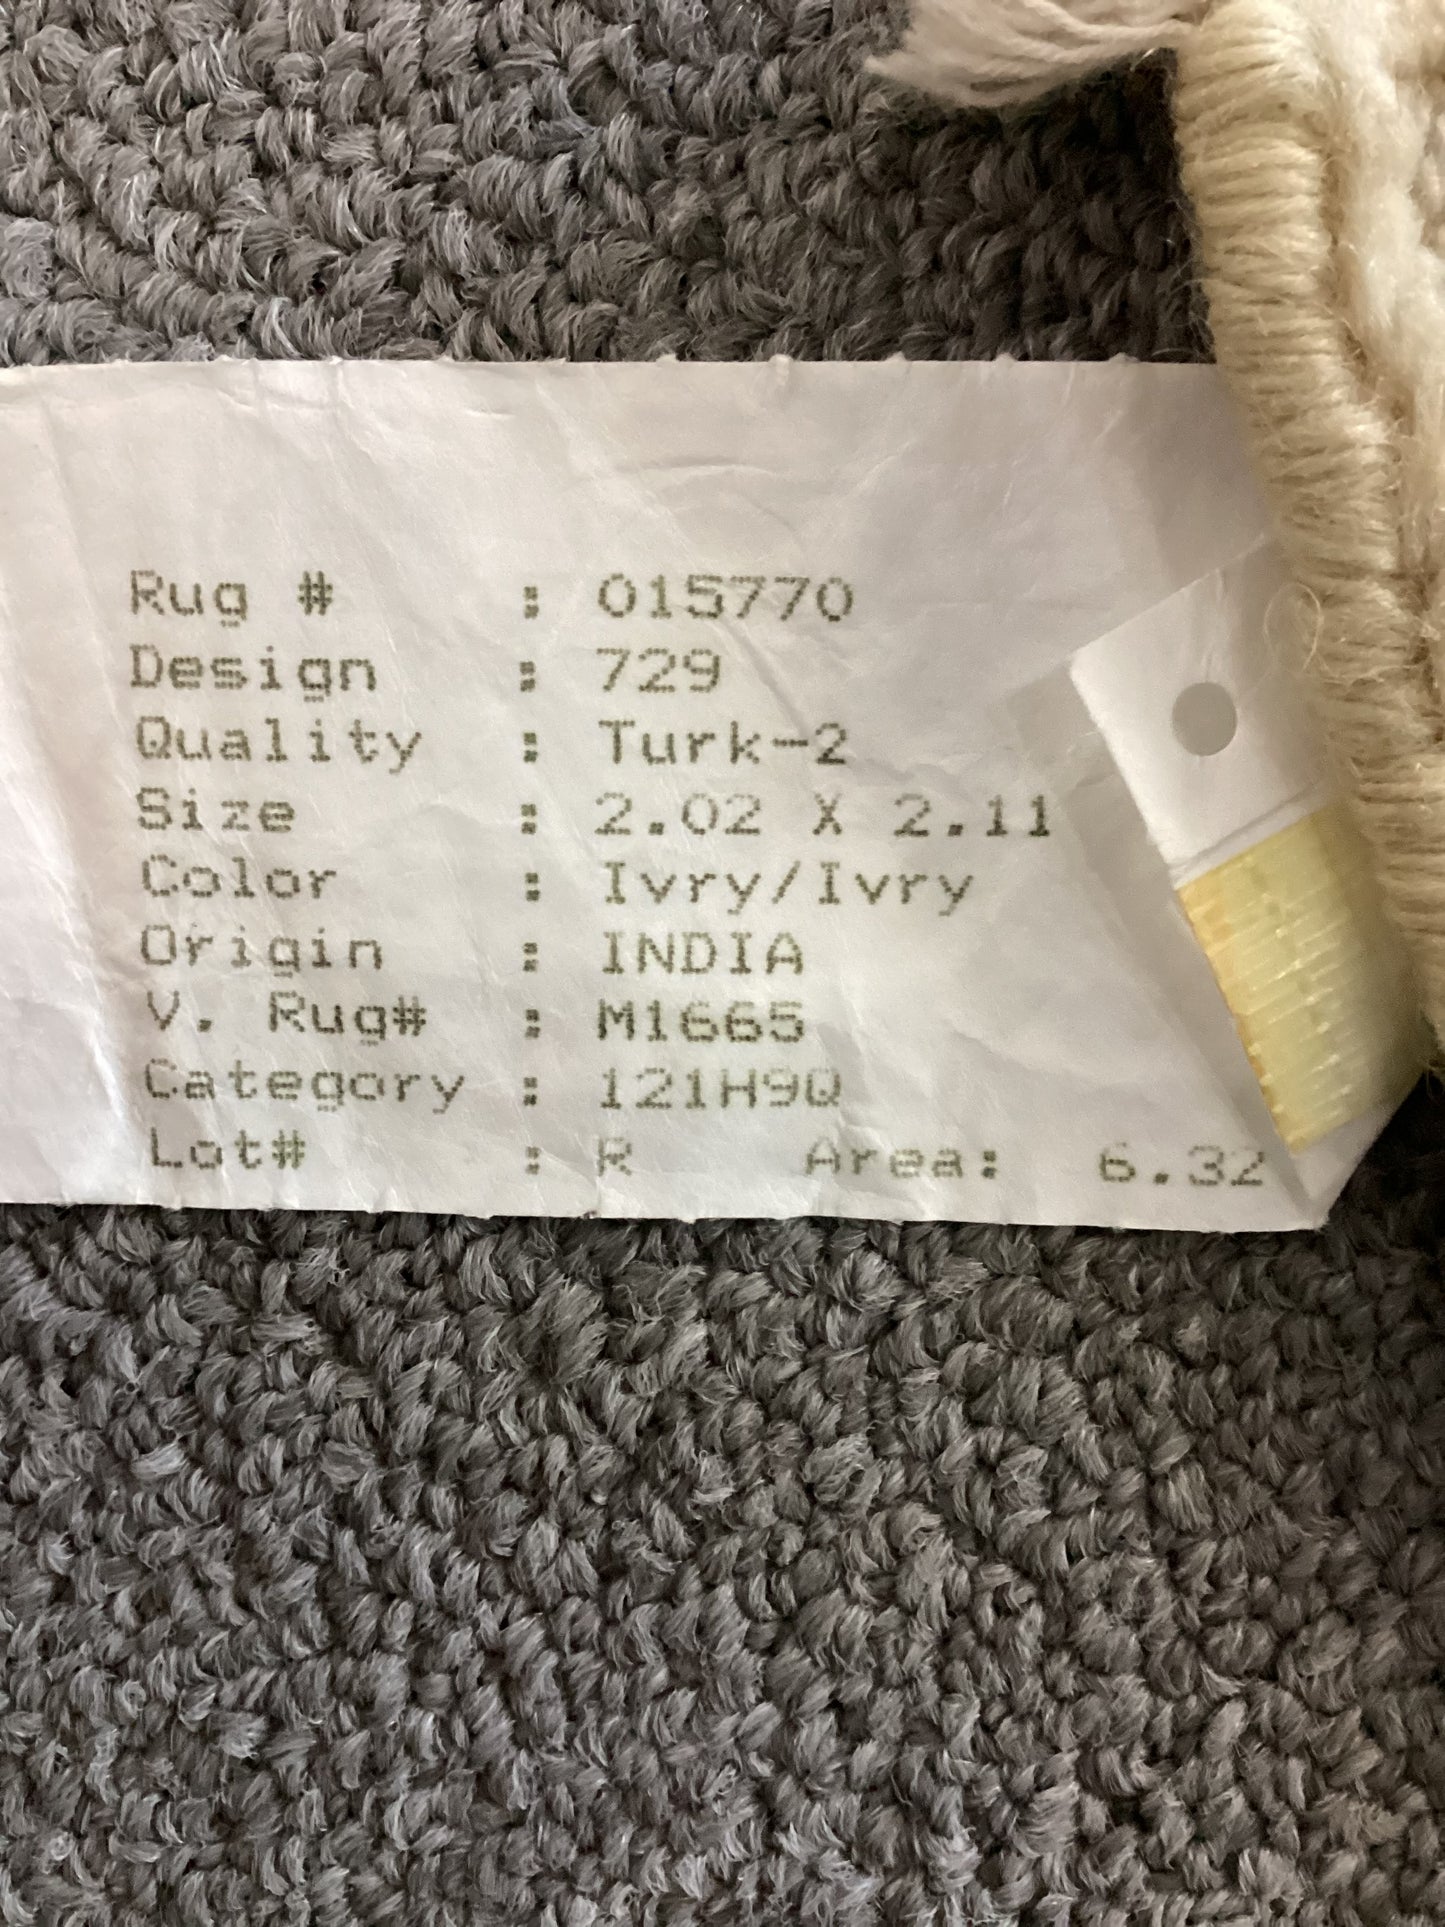 Rug # : 015770
Design : 729
Quality : Turk-2
Size : 2.02 X 2.11
Color : Ivry/Ivry
Origin : INDIA
V. Rug# : M1665
Category : 121H9Q
Lot# : R Area: 6.32